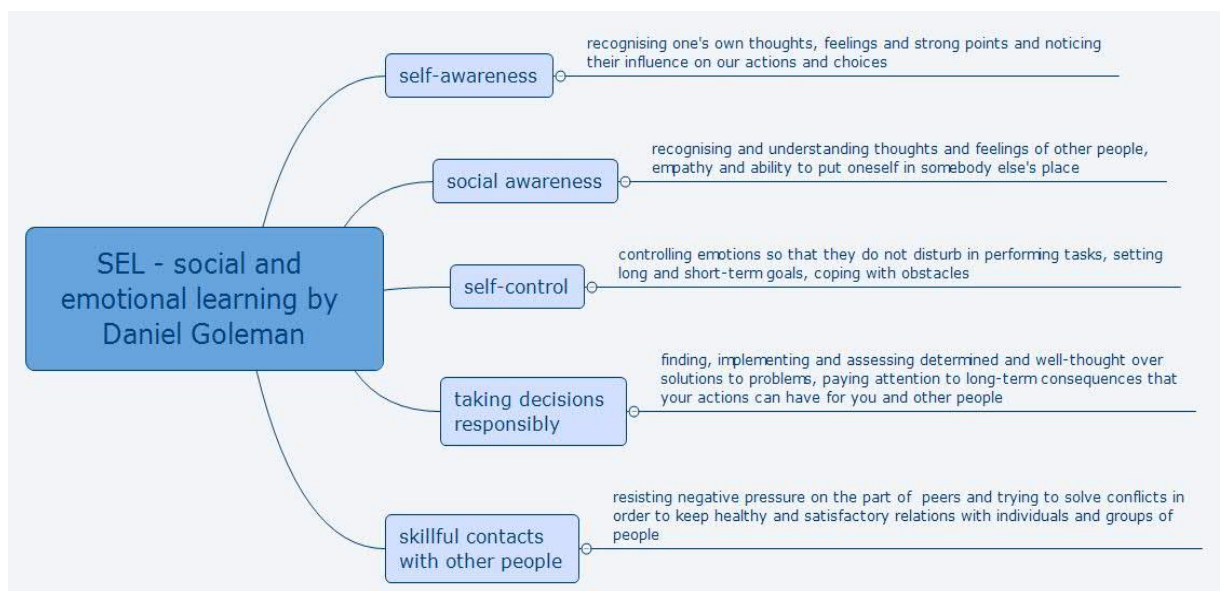 SEL - social and
emotional learning by
Daniel Goleman
self-awareness
recognising one's own thoughts, feelings and strong points and noticing
their influence on our actions and choices
social awareness
recognising and understanding thoughts and feelings of other people,
empathy and ability to put oneself in somebody else's place
self-control
controlling emotions so that they do not disturb in performing tasks, setting
long and short-term goals, coping with obstacles
taking decisions
responsibly
finding, implementing and assessing determined and well-thought over
solutions to problems, paying attention to long-term consequences that
your actions can have for you and other people
skillful contacts
with other people
resisting negative pressure on the part of peers and trying to solve conflicts in
order to keep healthy and satisfactory relations with individuals and groups of
people